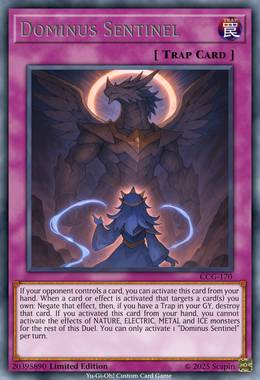 DOMINUS SENTINEL
TRAP
罠
[ TRAP CARD ]
CCG-170
If your opponent controls a card, you can activate this card from your
hand. When a card or effect is activated that targets a card(s) you
own: Negate that effect, then, if you have a Trap in your GY, destroy
that card. If you activated this card from your hand, you cannot
activate the effects of NATURE, ELECTRIC, METAL and ICE monsters
for the rest of this Duel. You can only activate 1 "Dominus Sentinel"
per turn.
20395890 Limited Edition
© 2025 Scupin
Yu-Gi-Oh! Custom Card Game